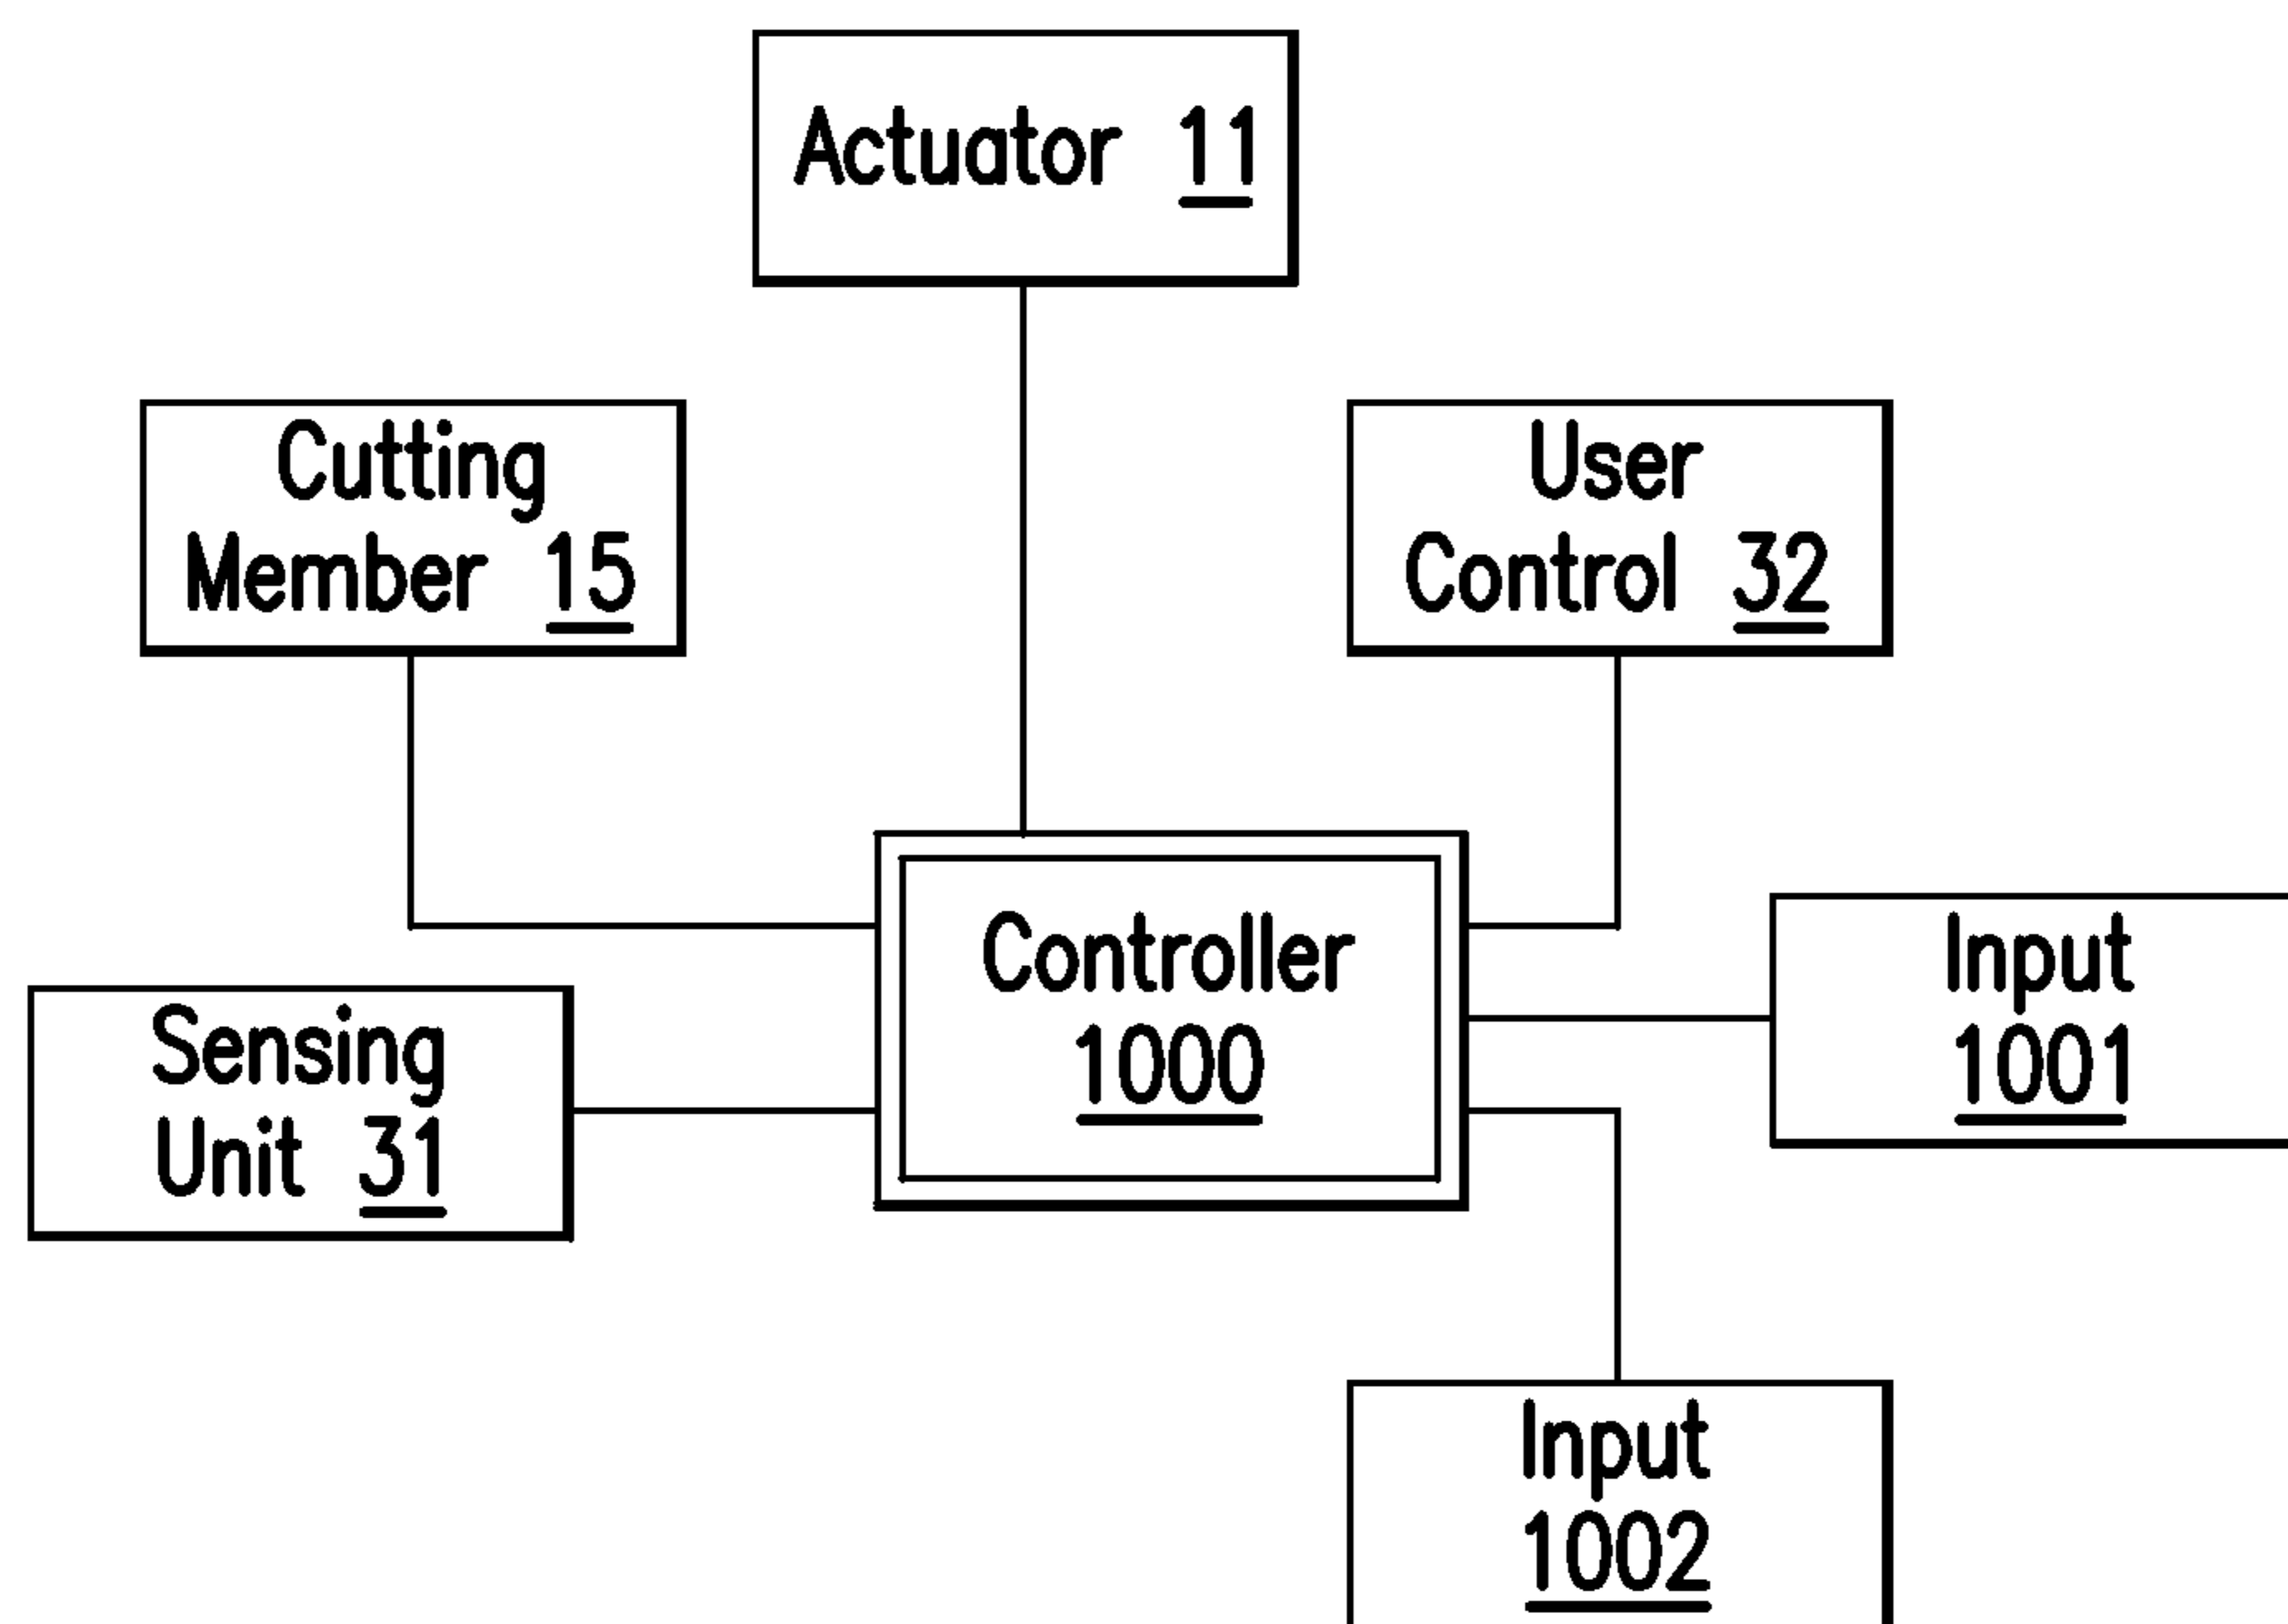 Actuator 11
Cutting
Member 15
User
Control 32
Controller
1000
Input
1001
Sensing
Unit 31
Input
1002